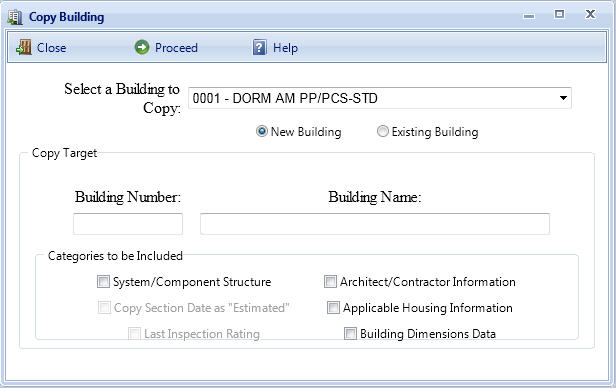 Copy Building
Close Proceed Help
Select a Building to
Copy: 0001 - DORM AM PP/PCS-STD
New Building Existing Building
Copy Target
Building Number: Building Name:
Categories to be Included
System/Component Structure Architect/Contractor Information
Copy Section Date as "Estimated" Applicable Housing Information
Last Inspection Rating Building Dimensions Data